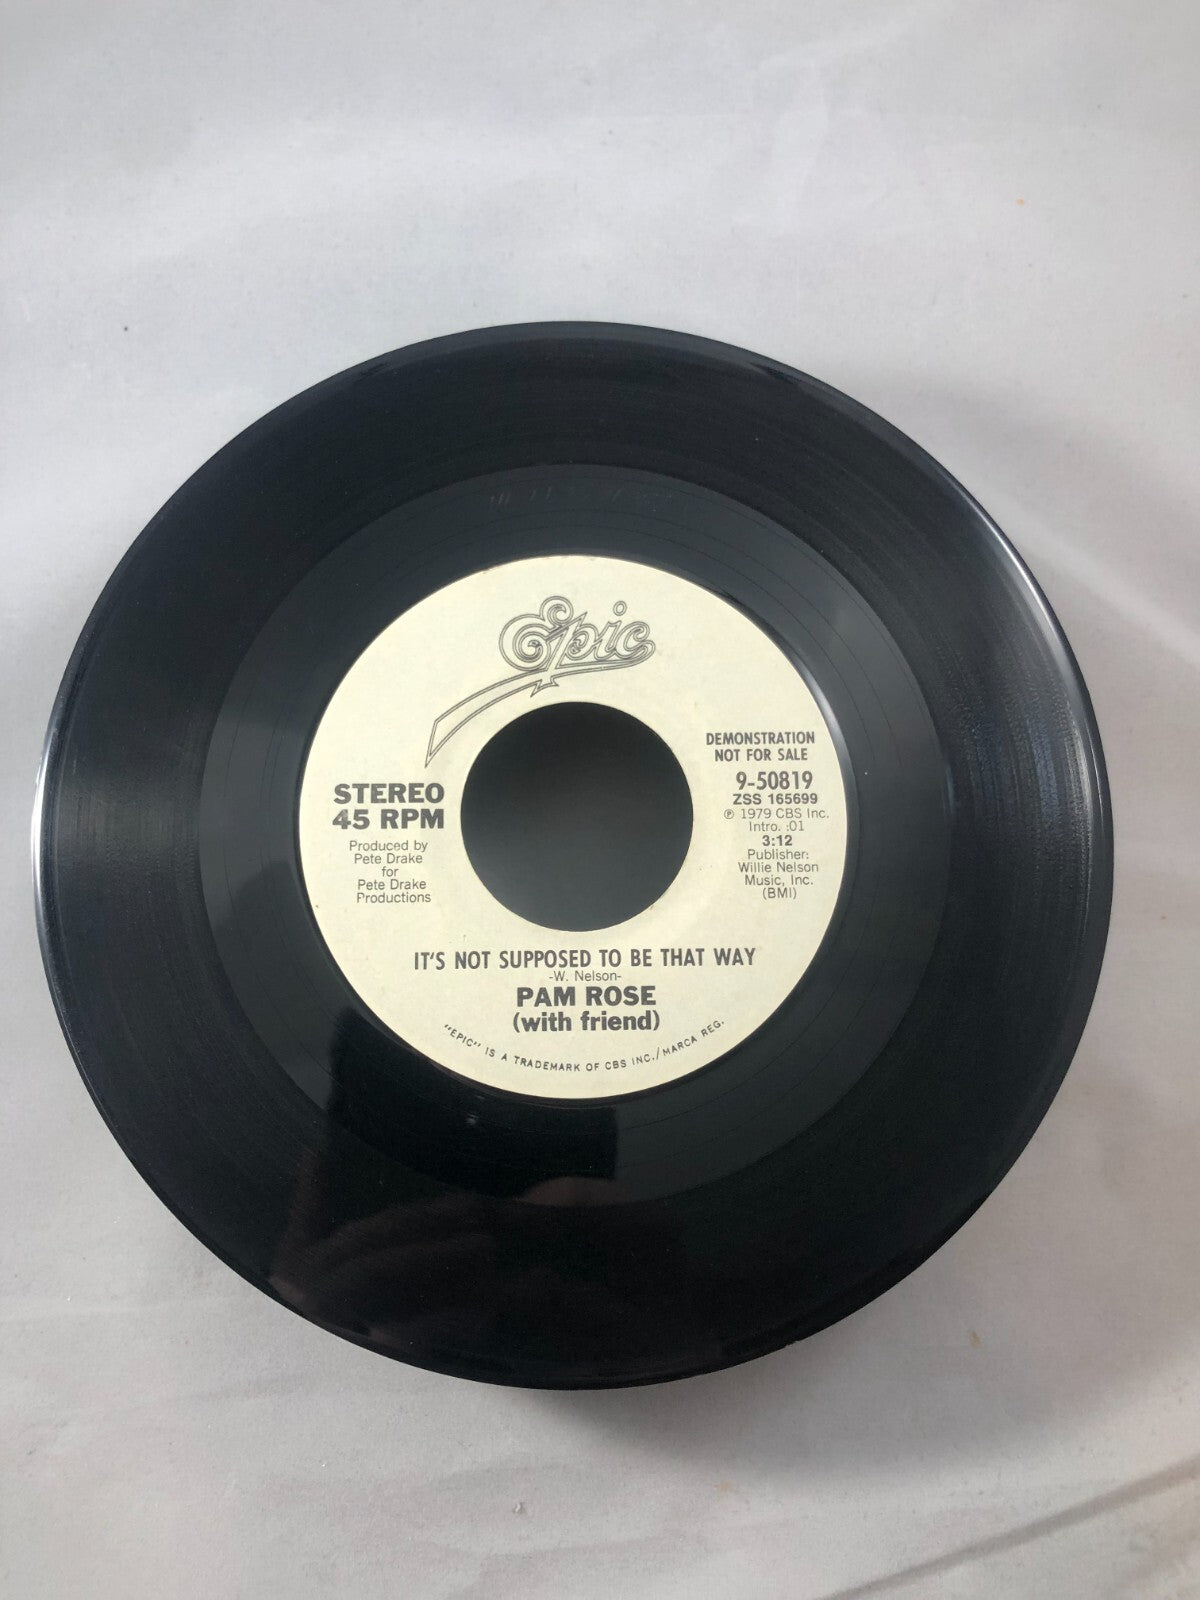 Epic
DEMONSTRATION
NOT FOR SALE
9-50819
ZSS 165699
℗ 1979 CBS Inc.
Intro. :01
3:12
Publisher:
Willie Nelson
Music, Inc.
(BMI)
STEREO
45 RPM
Produced by
Pete Drake
for
Pete Drake
Productions
IT'S NOT SUPPOSED TO BE THAT WAY
-W. Nelson-
PAM ROSE
(with friend)
"EPIC" IS A TRADEMARK OF CBS INC./MARCA REG.